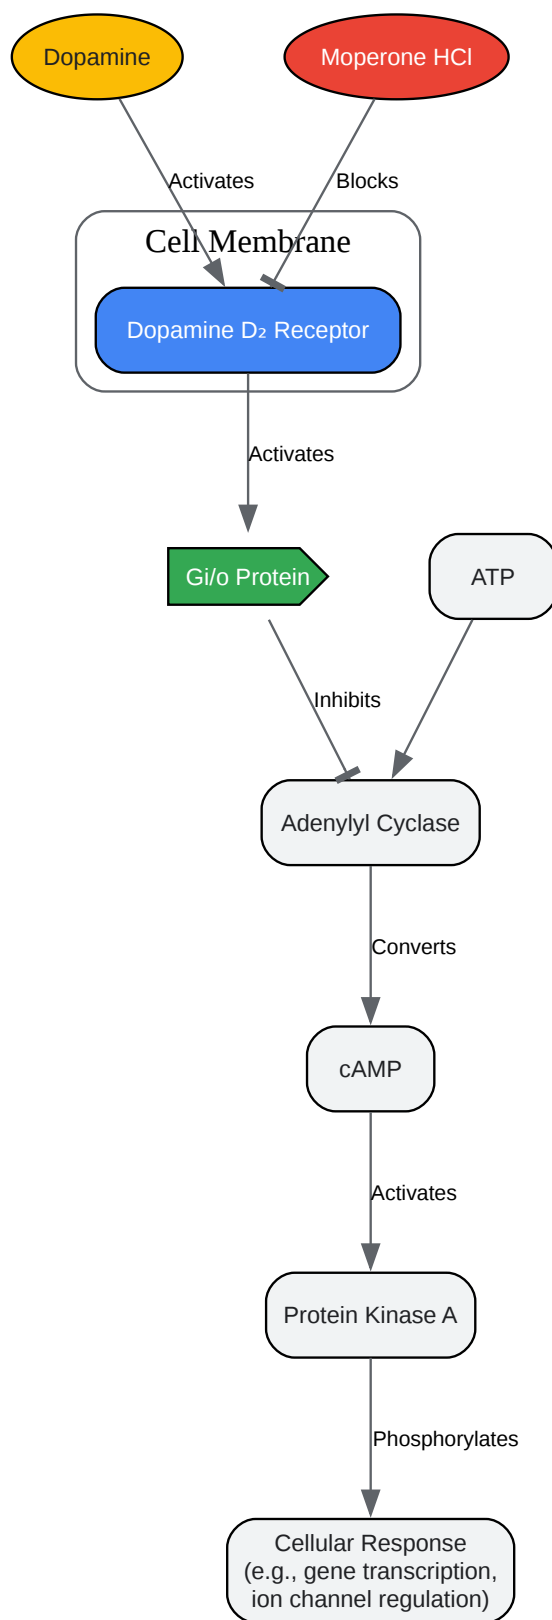 Dopamine
Moperone HCl
Activates
Blocks
Cell Membrane
Dopamine D₂ Receptor
Activates
Gi/o Protein
ATP
Inhibits
Adenylyl Cyclase
Converts
cAMP
Activates
Protein Kinase A
Phosphorylates
Cellular Response
(e.g., gene transcription,
ion channel regulation)